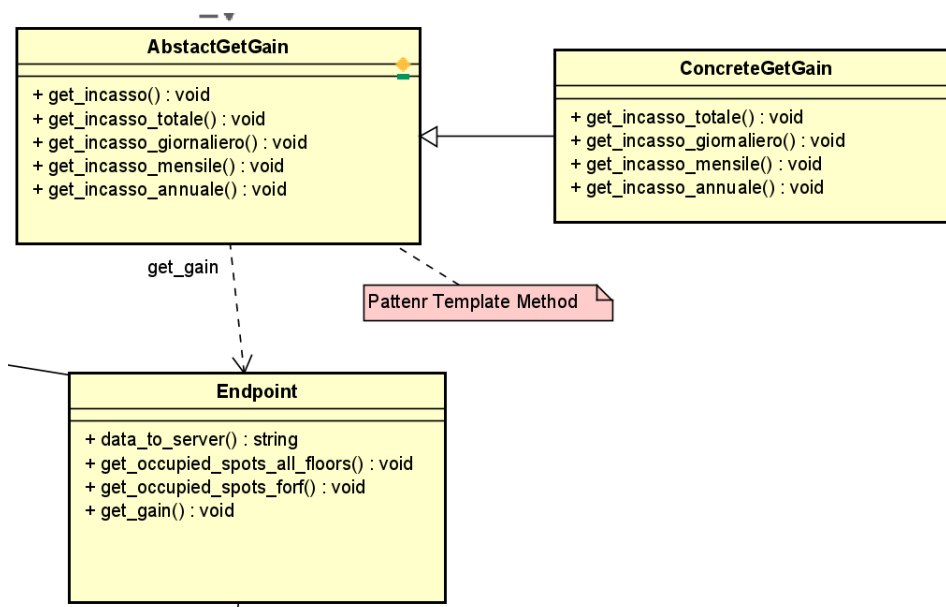 AbstactGetGain
+ get_incasso() : void
+ get_incasso_totale() : void
+ get_incasso_giornaliero() : void
+ get_incasso_mensile() : void
+ get_incasso_annuale() : void
ConcreteGetGain
+ get_incasso_totale() : void
+ get_incasso_giornaliero() : void
+ get_incasso_mensile() : void
+ get_incasso_annuale() : void
get_gain
Pattenr Template Method
Endpoint
+ data_to_server() : string
+ get_occupied_spots_all_floors() : void
+ get_occupied_spots_forf() : void
+ get_gain() : void